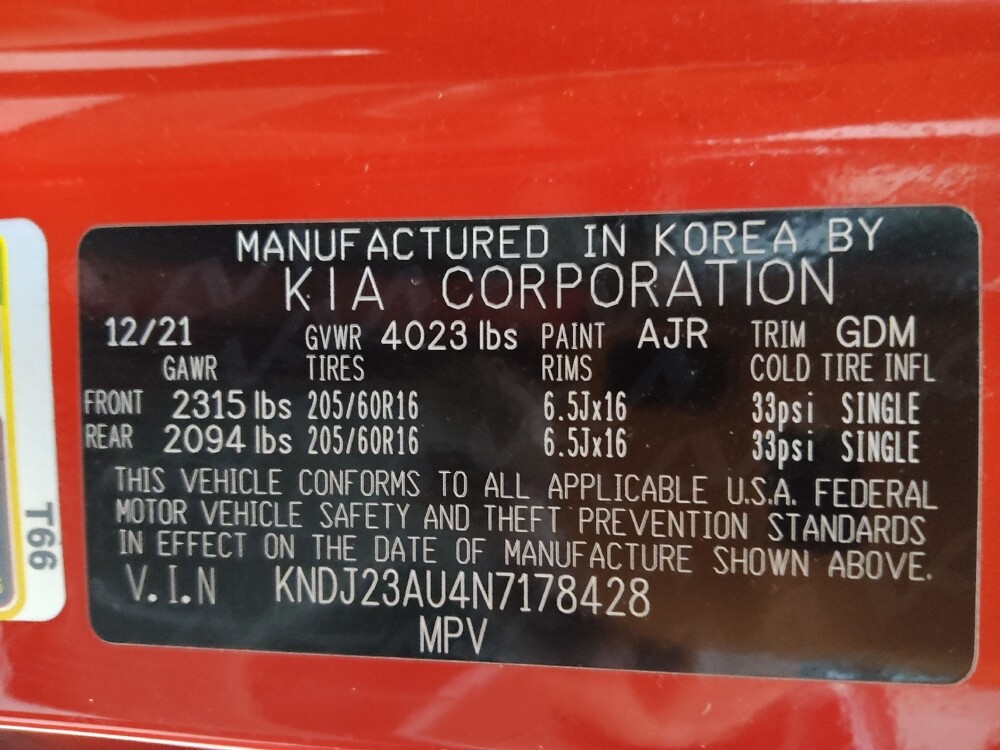 MANUFACTURED IN KOREA BY
KIA CORPORATION
12/21 GVWR 4023 lbs PAINT AJR TRIM GDM
GAWR TIRES RIMS COLD TIRE INFL
FRONT 2315 lbs 205/60R16 6.5Jx16 33psi SINGLE
REAR 2094 lbs 205/60R16 6.5Jx16 33psi SINGLE
THIS VEHICLE CONFORMS TO ALL APPLICABLE U.S.A. FEDERAL
MOTOR VEHICLE SAFETY AND THEFT PREVENTION STANDARDS
IN EFFECT ON THE DATE OF MANUFACTURE SHOWN ABOVE.
V.I.N KNDJ23AU4N7178428
MPV
T66